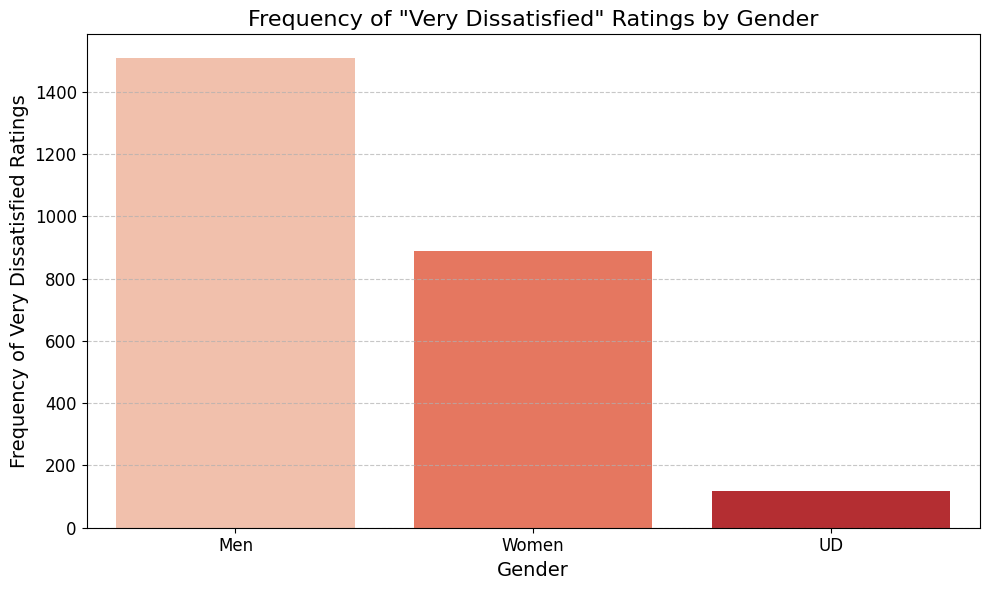 Frequency of "Very Dissatisfied" Ratings by Gender
Frequency of Very Dissatisfied Ratings
1400
1200
1000
800
600
400
200
0
Men Women UD
Gender